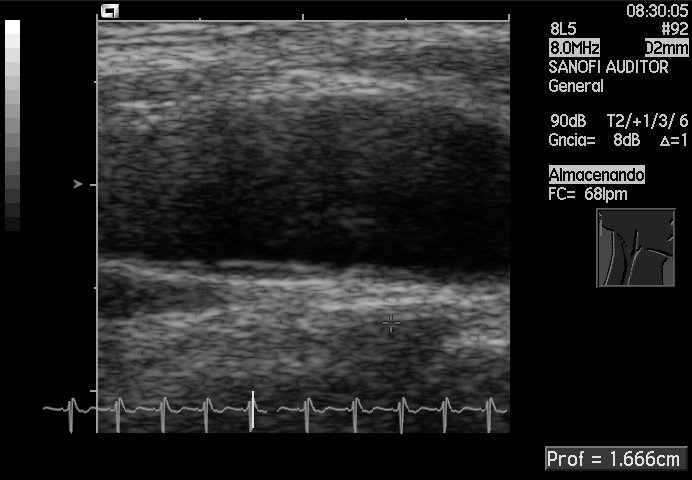 08:30:05
8L5 #92
8.0MHz D2mm
SANOFI AUDITOR
General
90dB T2/+1/3/ 6
Gncia= 8dB Δ=1
Almacenando
FC= 68lpm
Prof = 1.666cm